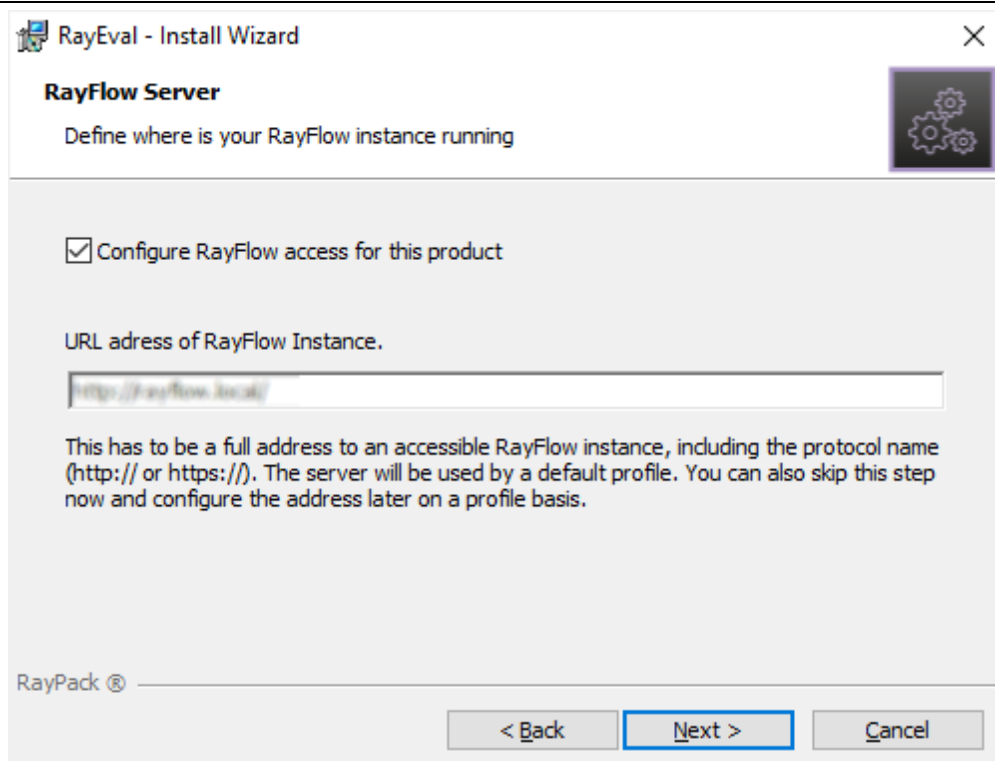 RayEval - Install Wizard
RayFlow Server
Define where is your RayFlow instance running
Configure RayFlow access for this product
URL adress of RayFlow Instance.
http://rayflow.local/
This has to be a full address to an accessible RayFlow instance, including the protocol name
(http:// or https://). The server will be used by a default profile. You can also skip this step
now and configure the address later on a profile basis.
RayPack ®
< Back
Next >
Cancel